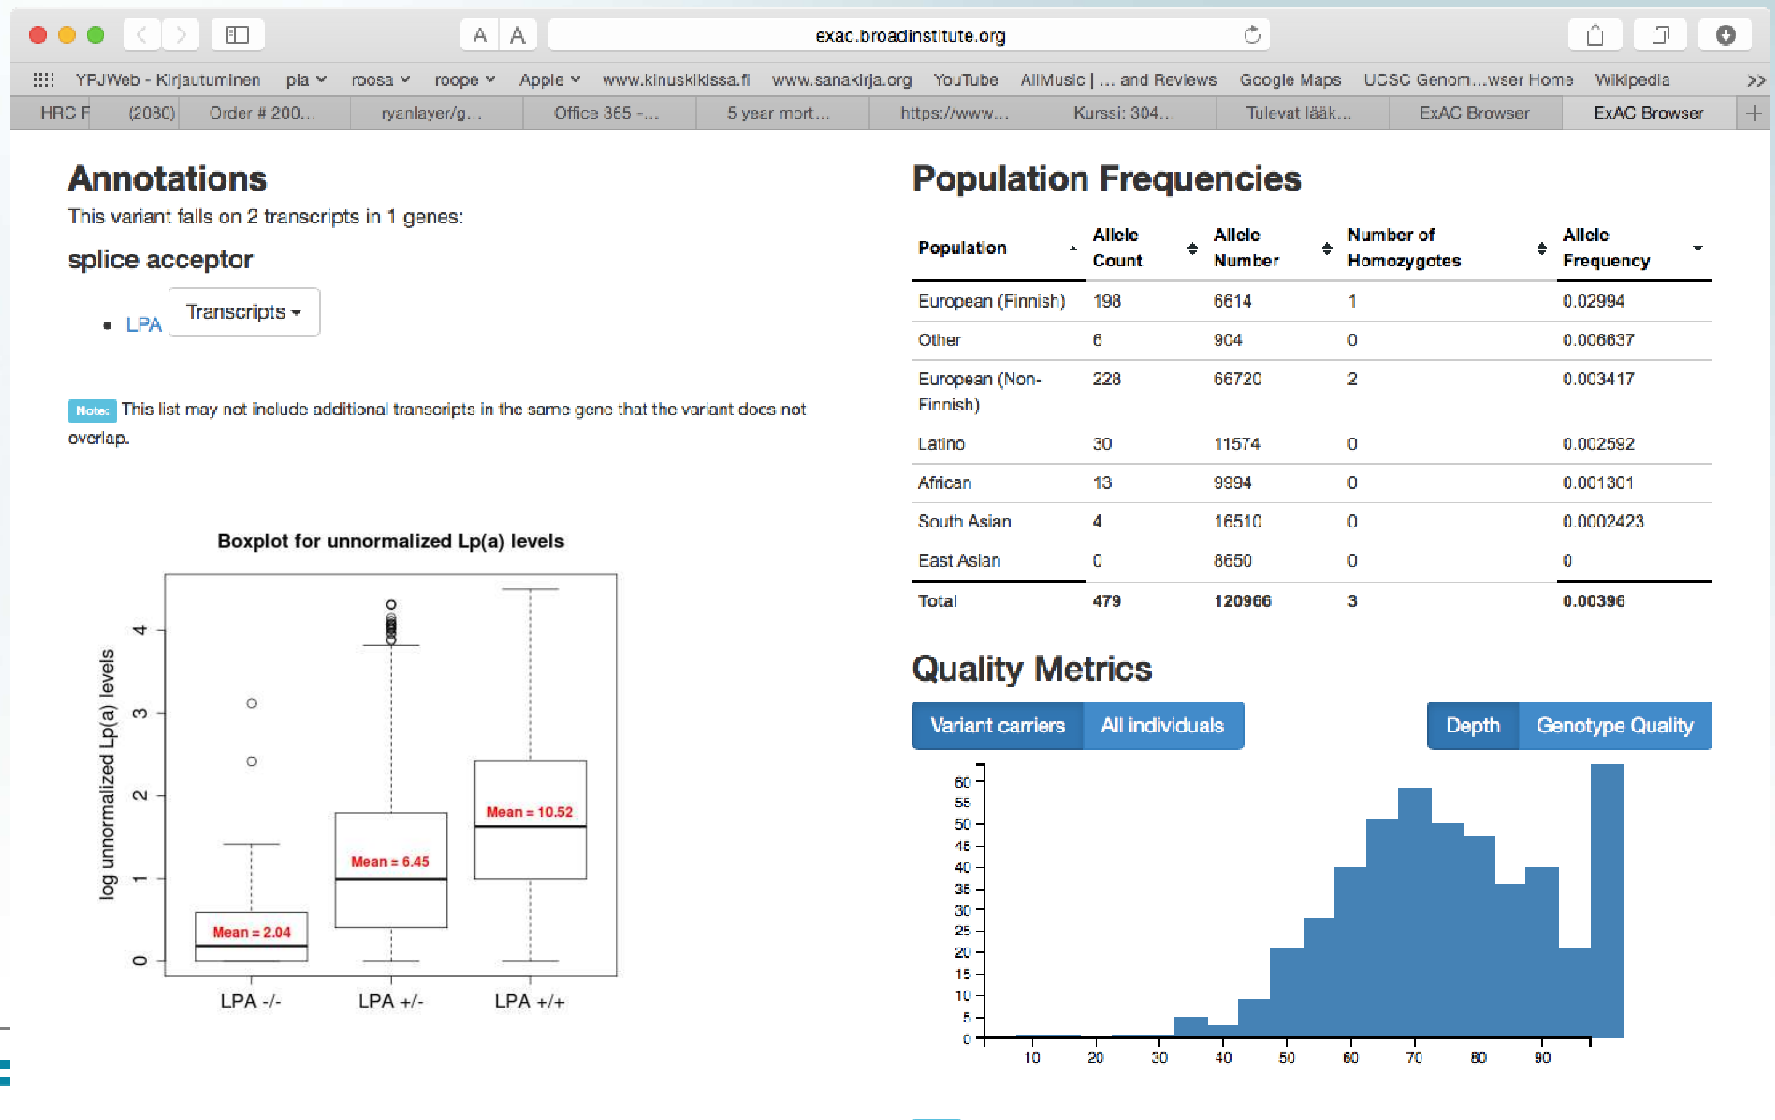 A A
exac.broadinstitute.org
YPJWeb - Kirjautuminen pia roosa roope Apple www.kinuskikissa.fi www.sanakirja.org YouTube AllMusic | ... and Reviews Google Maps UCSC Genom...wser Home Wikipedia >>
HRC F (2080) Order # 200... ryanlayer/g... Office 365 -... 5 year mort... https://www... Kurssi: 304... Tulevat lääk... ExAC Browser ExAC Browser +
Annotations
This variant falls on 2 transcripts in 1 genes:
splice acceptor
• LPA Transcripts
Note: This list may not include additional transcripts in the same gene that the variant does not
overlap.
Boxplot for unnormalized Lp(a) levels
log unnormalized Lp(a) levels
4
3
2
1
0
Mean = 2.04
Mean = 6.45
Mean = 10.52
LPA -/- LPA +/- LPA +/+
Population Frequencies
Population Allele Count Allele Number Number of Homozygotes Allele Frequency
European (Finnish) 198 6614 1 0.02994
Other 6 904 0 0.006637
European (Non-Finnish) 228 66720 2 0.003417
Latino 30 11574 0 0.002592
African 13 9994 0 0.001301
South Asian 4 16510 0 0.0002423
East Asian 0 8650 0 0
Total 479 120966 3 0.00396
Quality Metrics
Variant carriers All individuals Depth Genotype Quality
60
55
50
45
40
35
30
25
20
15
10
5
0
10 20 30 40 50 60 70 80 90